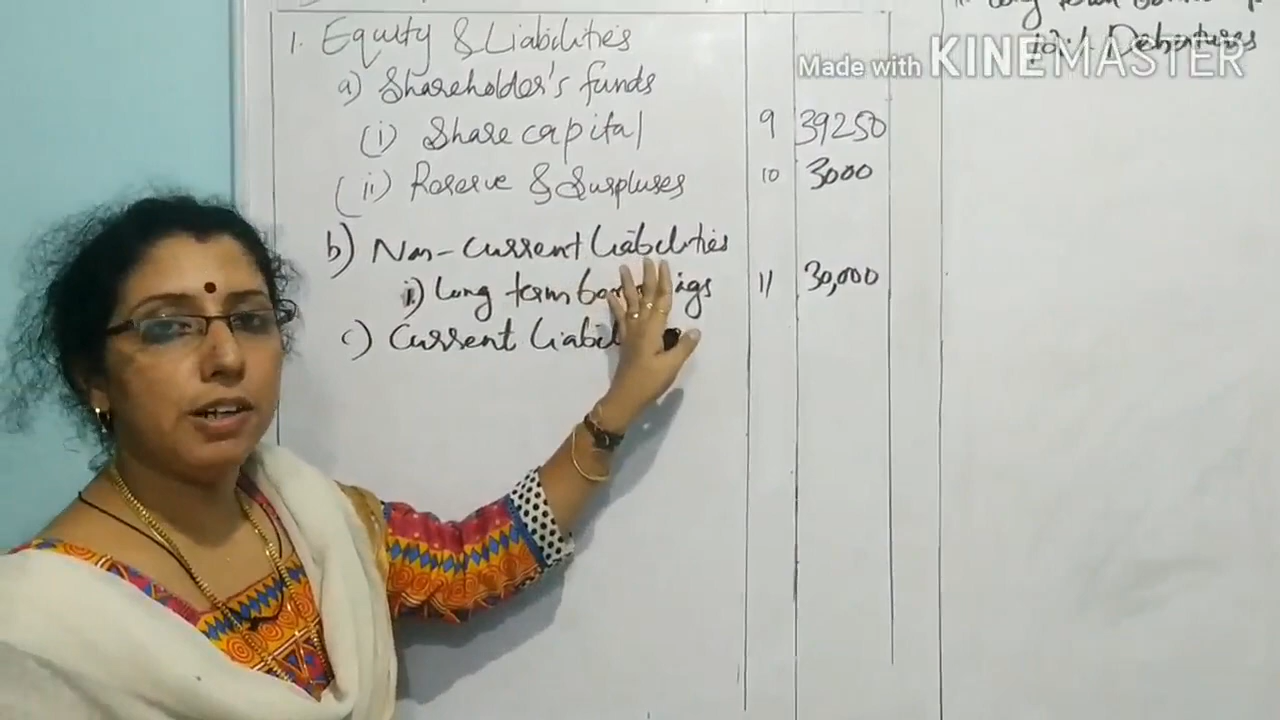 1. Equity & Liabilities
a) Shareholder's funds
(i) Share capital 9 39250
(ii) Reserve & Surpluses 10 3000
b) Non-Current Liabilities
i) Long term 11 30,000
c) Current
12% Debentures
Made with KINEMASTER